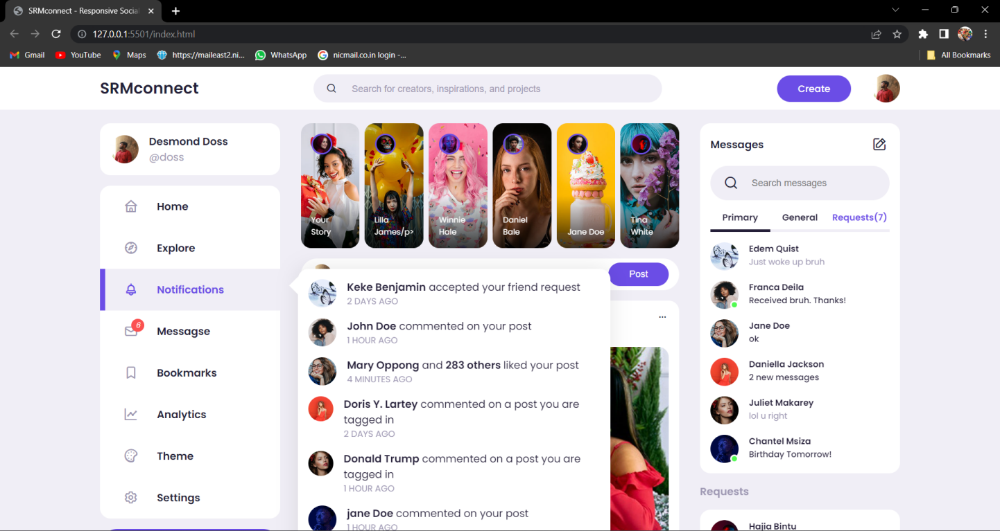 SRMconnect - Responsive Social
127.0.0.1:5501/index.html
Gmail
YouTube
Maps
https://maileast2.ni...
WhatsApp
nicmail.co.in login -...
All Bookmarks
SRMconnect
Search for creators, inspirations, and projects
Create
Desmond Doss
@doss
Home
Explore
Notifications
6
Messagse
Bookmarks
Analytics
Theme
Settings
Your
Story
Lilla
James/p>
Winnie
Hale
Daniel
Bale
Jane Doe
Tina
White
Post
...
Keke Benjamin accepted your friend request
2 DAYS AGO
John Doe commented on your post
1 HOUR AGO
Mary Oppong and 283 others liked your post
4 MINUTES AGO
Doris Y. Lartey commented on a post you are
tagged in
2 DAYS AGO
Donald Trump commented on a post you are
tagged in
1 HOUR AGO
jane Doe commented on your post
1 HOUR AGO
Messages
Search messages
Primary
General
Requests(7)
Edem Quist
Just woke up bruh
Franca Deila
Received bruh. Thanks!
Jane Doe
ok
Daniella Jackson
2 new messages
Juliet Makarey
lol u right
Chantel Msiza
Birthday Tomorrow!
Requests
Hajia Bintu